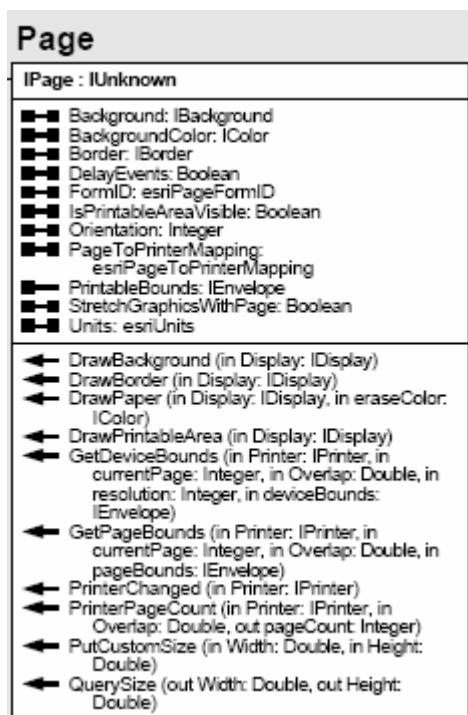 Page
IPage : IUnknown
Background: IBackground
BackgroundColor: IColor
Border: IBorder
DelayEvents: Boolean
FormID: esriPageFormID
IsPrintableAreaVisible: Boolean
Orientation: Integer
PageToPrinterMapping:
esriPageToPrinterMapping
PrintableBounds: IEnvelope
StretchGraphicsWithPage: Boolean
Units: esriUnits
DrawBackground (in Display: IDisplay)
DrawBorder (in Display: IDisplay)
DrawPaper (in Display: IDisplay, in eraseColor:
IColor)
DrawPrintableArea (in Display: IDisplay)
GetDeviceBounds (in Printer: IPrinter, in
currentPage: Integer, in Overlap: Double, in
resolution: Integer, in deviceBounds:
IEnvelope)
GetPageBounds (in Printer: IPrinter, in
currentPage: Integer, in Overlap: Double, in
pageBounds: IEnvelope)
PrinterChanged (in Printer: IPrinter)
PrinterPageCount (in Printer: IPrinter, in
Overlap: Double, out pageCount: Integer)
PutCustomSize (in Width: Double, in Height:
Double)
QuerySize (out Width: Double, out Height:
Double)